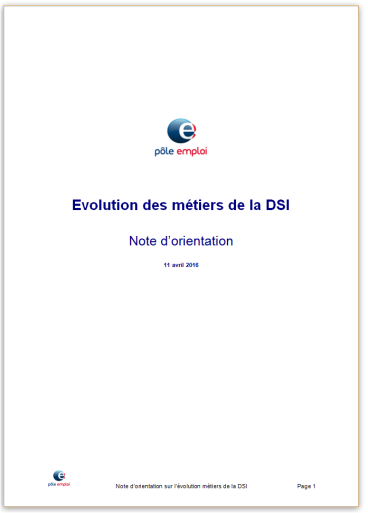 pôle emploi
Evolution des métiers de la DSI
Note d'orientation
11 avril 2016
pôle emploi
Note d'orientation sur l'évolution métiers de la DSI Page 1